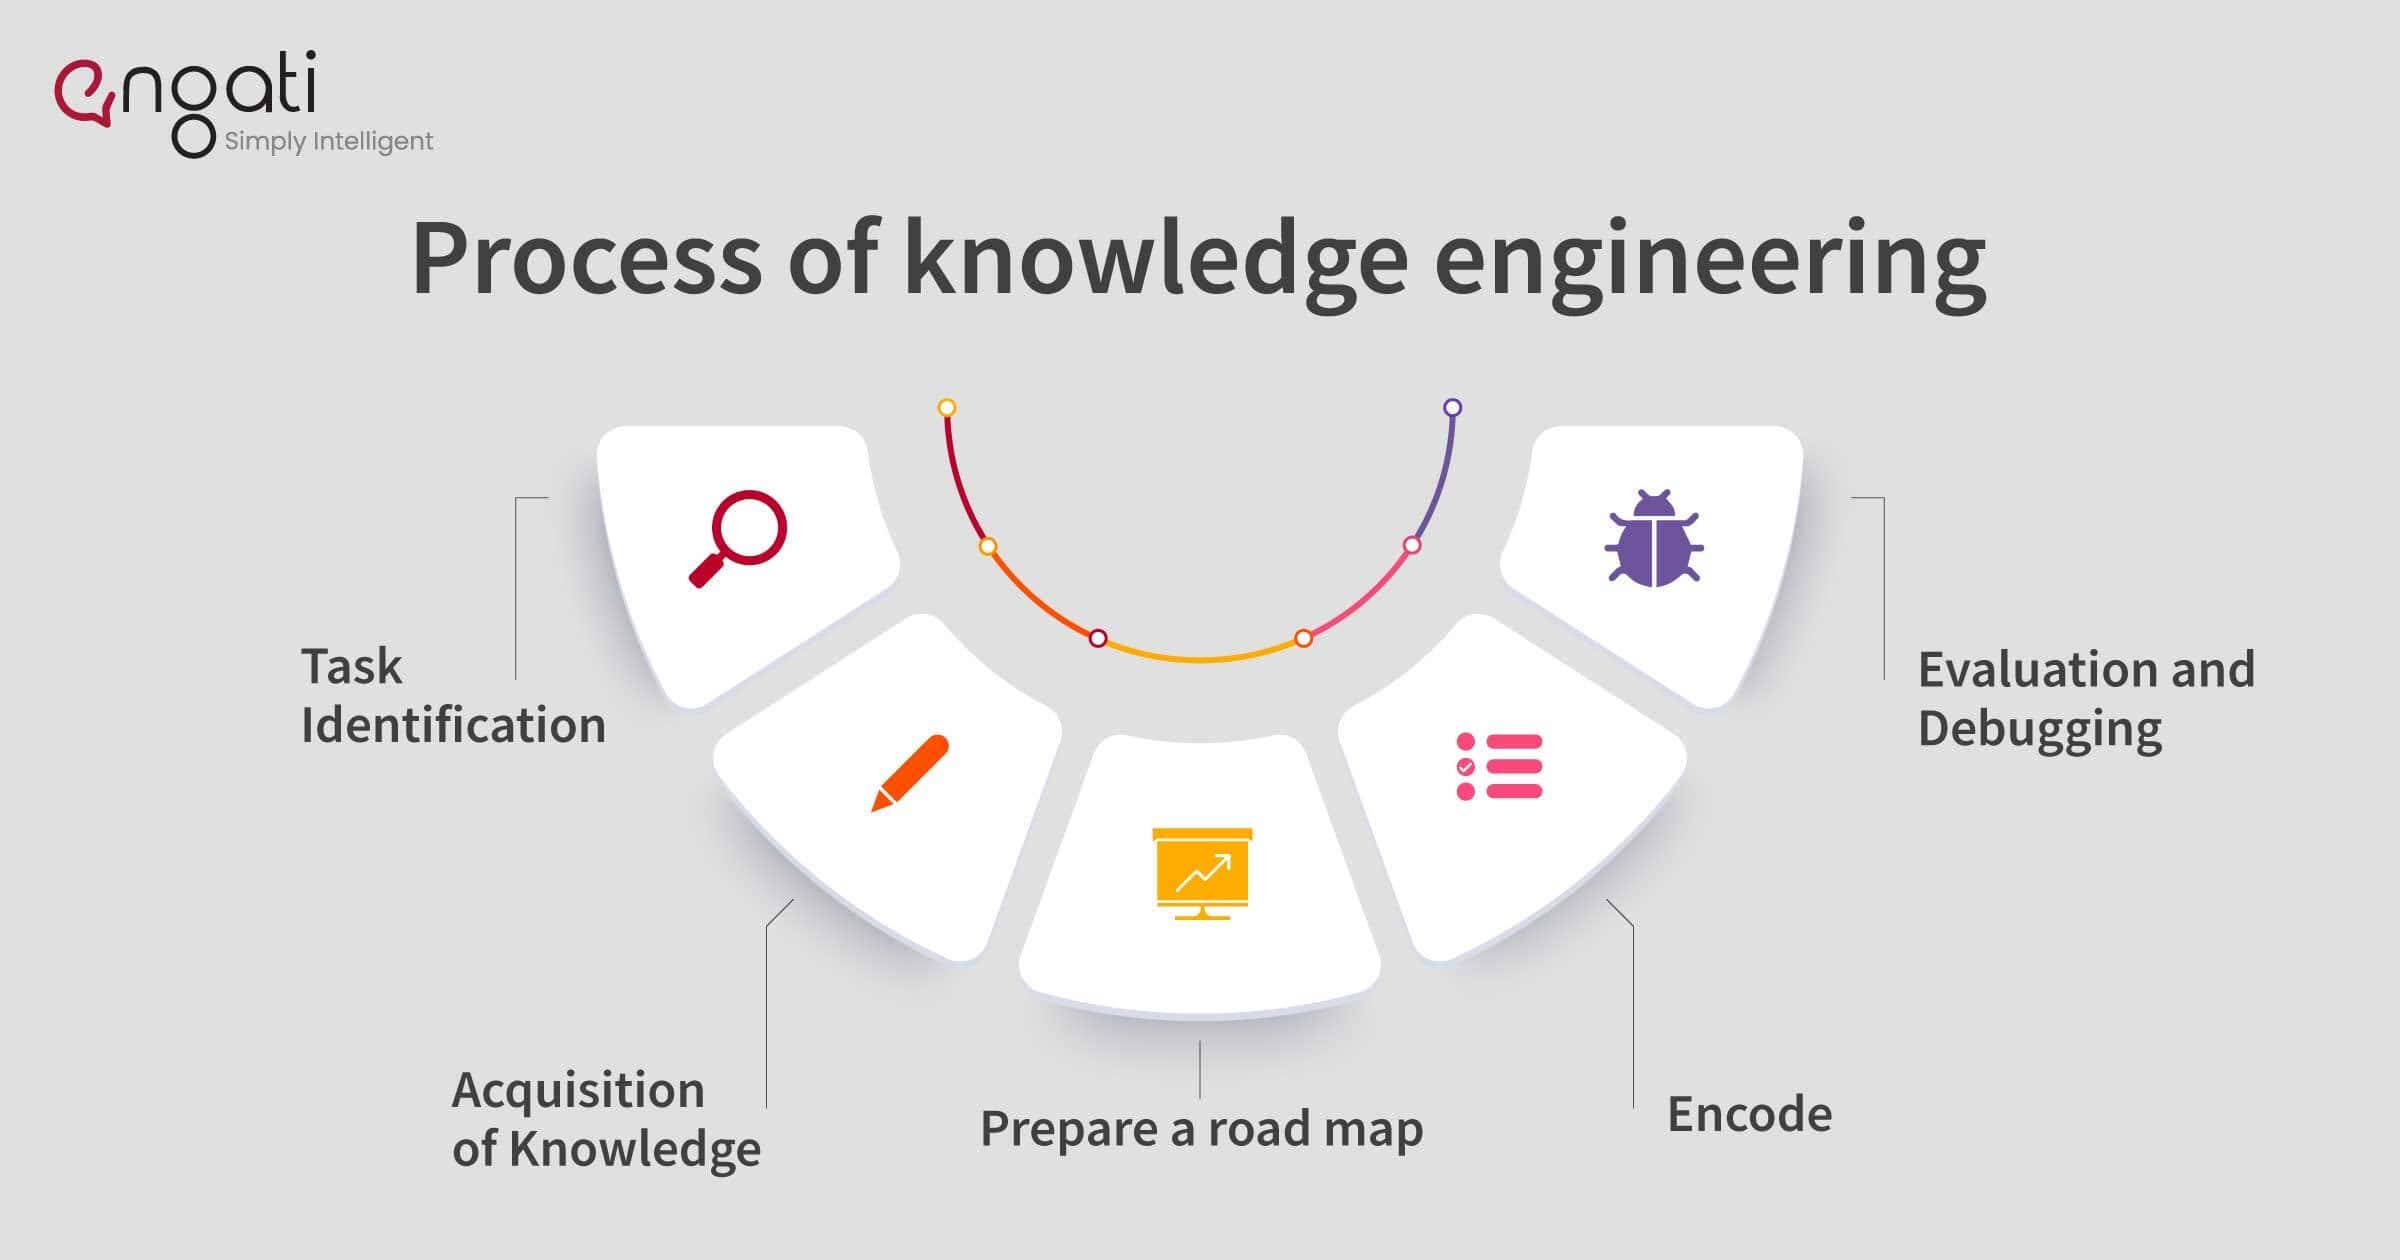 engati
Simply Intelligent
Process of knowledge engineering
Task
Identification
Acquisition
of Knowledge
Prepare a road map
Encode
Evaluation and
Debugging